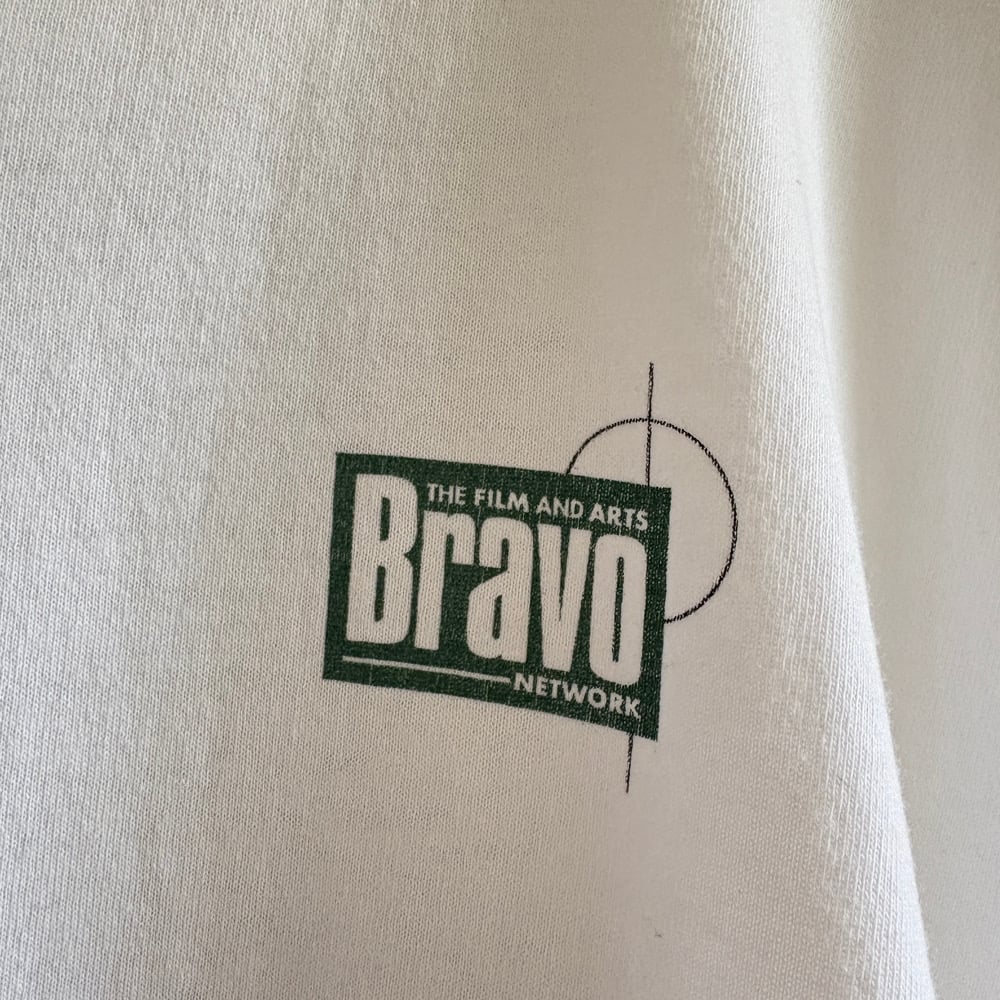 THE FILM AND ARTS
Bravo
NETWORK